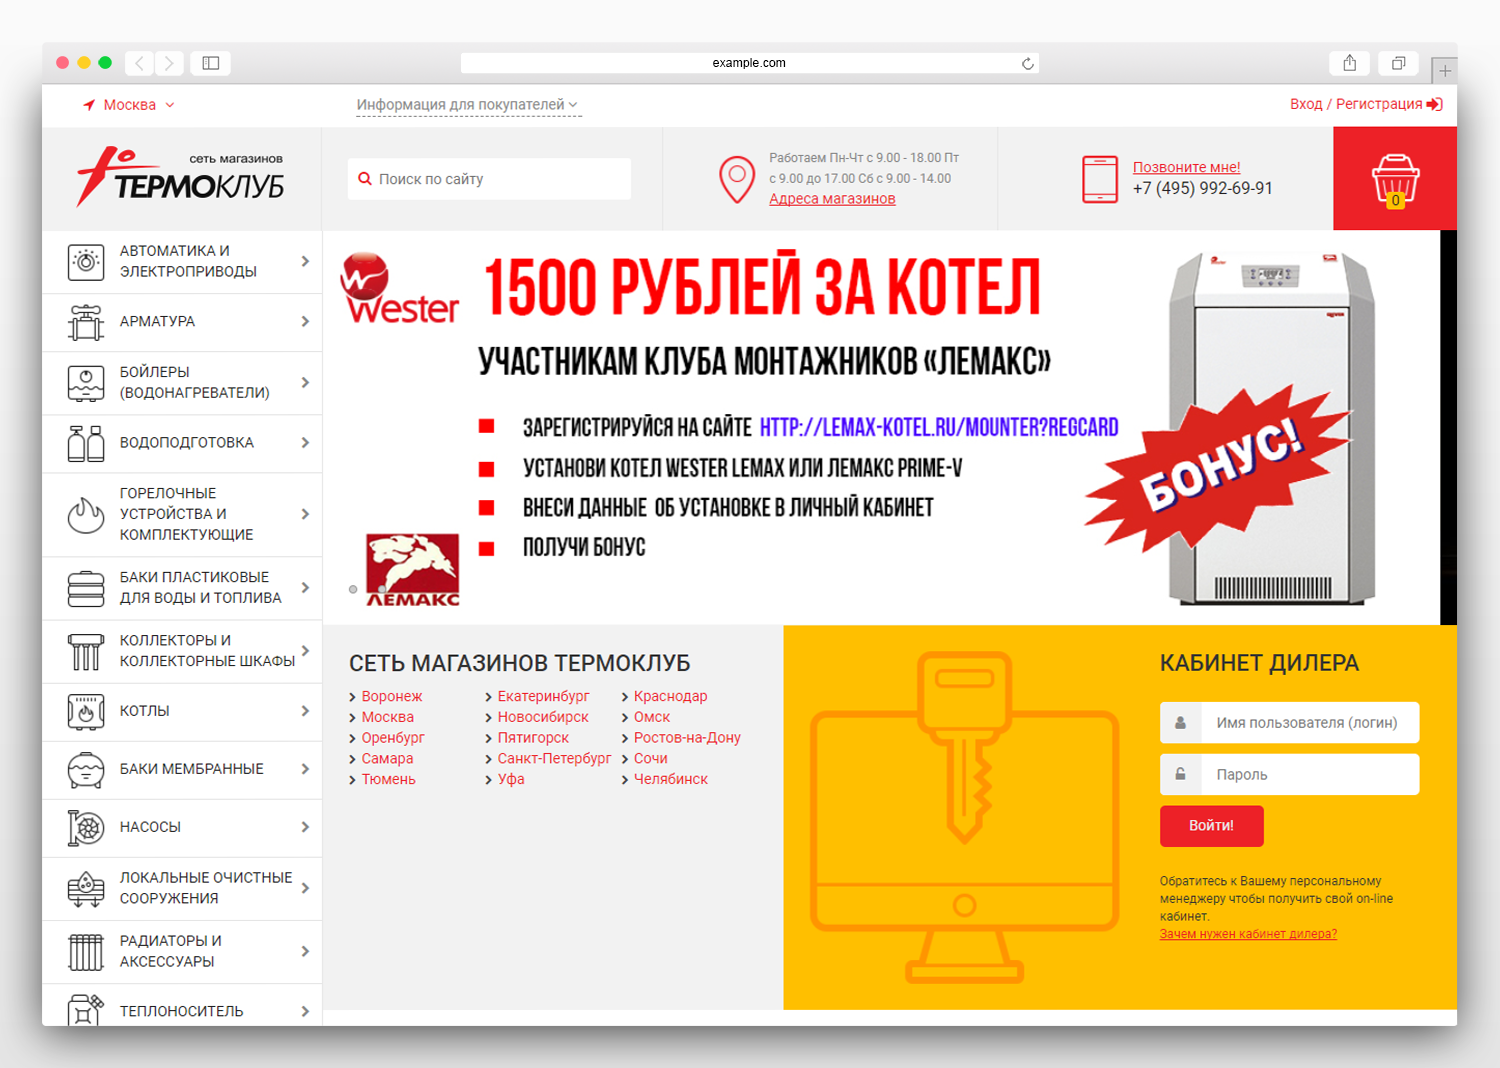 example.com
Москва
Информация для покупателей
Вход / Регистрация
сеть магазинов
ТЕРМОКЛУБ
Поиск по сайту
Работаем Пн-Чт с 9.00 - 18.00 Пт
с 9.00 до 17.00 Сб с 9.00 - 14.00
Адреса магазинов
Позвоните мне!
+7 (495) 992-69-91
0
АВТОМАТИКА И
ЭЛЕКТРОПРИВОДЫ
АРМАТУРА
БОЙЛЕРЫ
(ВОДОНАГРЕВАТЕЛИ)
ВОДОПОДГОТОВКА
ГОРЕЛОЧНЫЕ
УСТРОЙСТВА И
КОМПЛЕКТУЮЩИЕ
БАКИ ПЛАСТИКОВЫЕ
ДЛЯ ВОДЫ И ТОПЛИВА
КОЛЛЕКТОРЫ И
КОЛЛЕКТОРНЫЕ ШКАФЫ
КОТЛЫ
БАКИ МЕМБРАННЫЕ
НАСОСЫ
ЛОКАЛЬНЫЕ ОЧИСТНЫЕ
СООРУЖЕНИЯ
РАДИАТОРЫ И
АКСЕССУАРЫ
ТЕПЛОНОСИТЕЛЬ
Wester
1500 РУБЛЕЙ ЗА КОТЕЛ
УЧАСТНИКАМ КЛУБА МОНТАЖНИКОВ «ЛЕМАКС»
ЗАРЕГИСТРИРУЙСЯ НА САЙТЕ HTTP://LEMAX-KOTEL.RU/MOUNTER?REGCARD
УСТАНОВИ КОТЕЛ WESTER LEMAX ИЛИ ЛЕМАКС PRIME-V
ВНЕСИ ДАННЫЕ ОБ УСТАНОВКЕ В ЛИЧНЫЙ КАБИНЕТ
ПОЛУЧИ БОНУС
ЛЕМАКС
БОНУС!
СЕТЬ МАГАЗИНОВ ТЕРМОКЛУБ
Воронеж
Москва
Оренбург
Самара
Тюмень
Екатеринбург
Новосибирск
Пятигорск
Санкт-Петербург
Уфа
Краснодар
Омск
Ростов-на-Дону
Сочи
Челябинск
КАБИНЕТ ДИЛЕРА
Имя пользователя (логин)
Пароль
Войти!
Обратитесь к Вашему персональному
менеджеру чтобы получить свой on-line
кабинет.
Зачем нужен кабинет дилера?